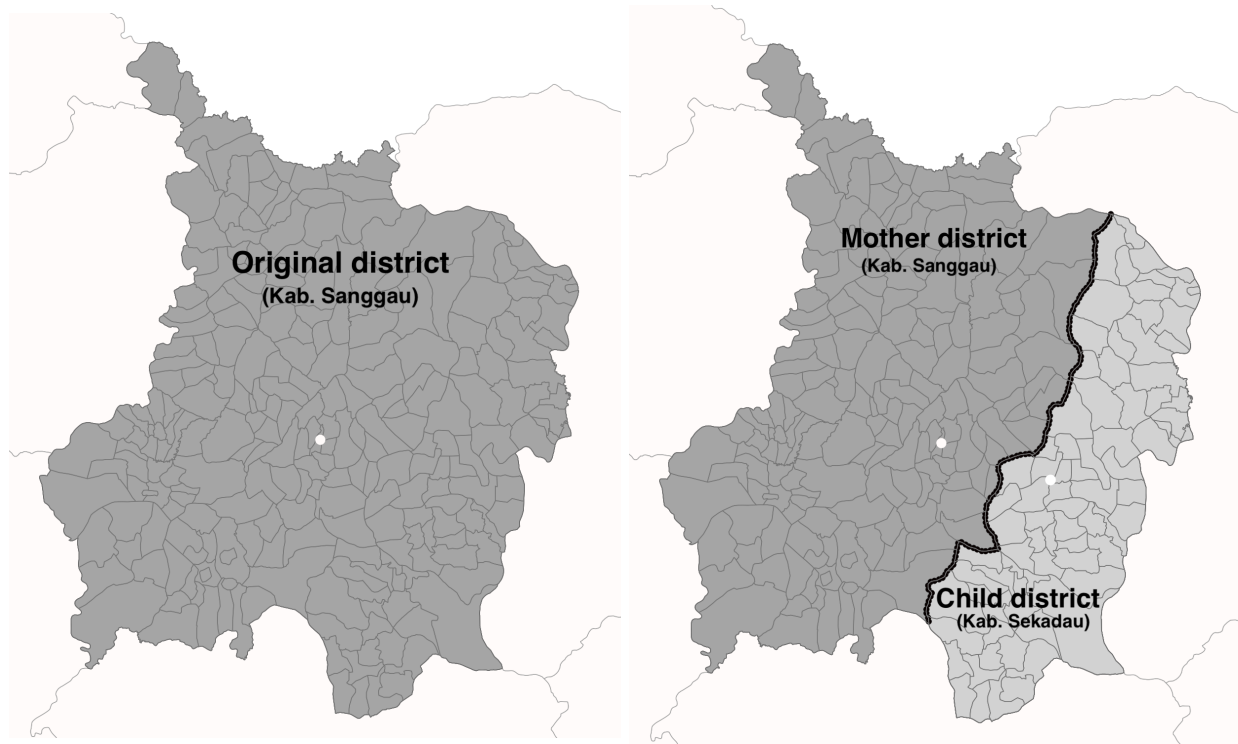 Original district
(Kab. Sanggau)
Mother district
(Kab. Sanggau)
Child district
(Kab. Sekadau)